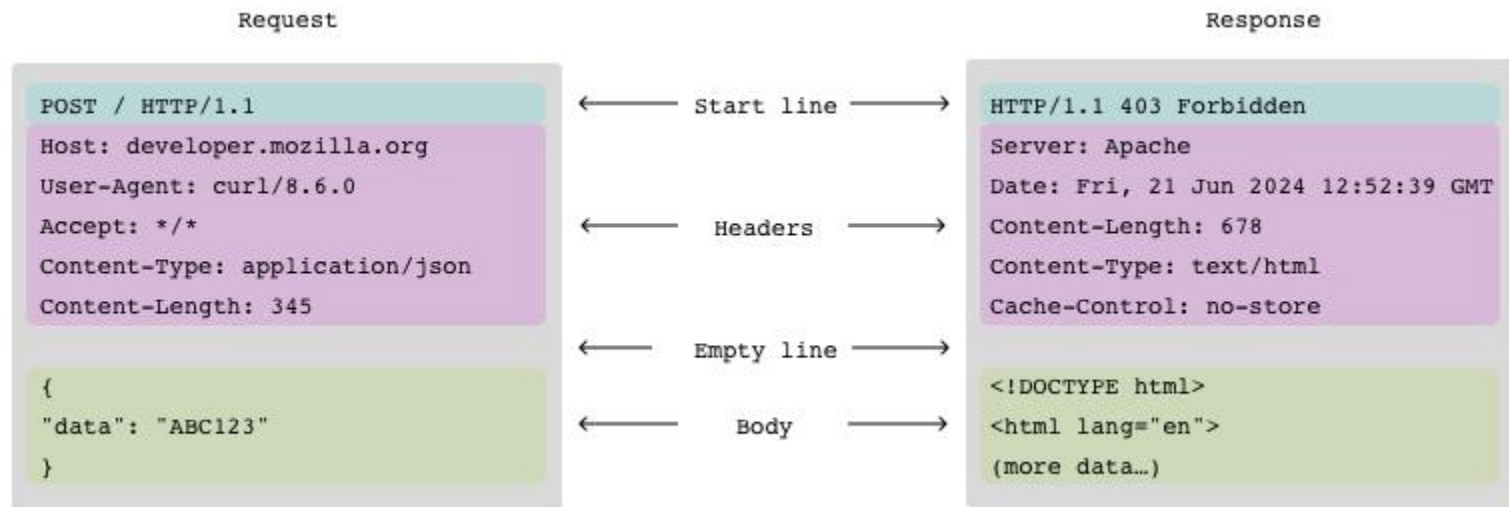 Request
POST / HTTP/1.1
Host: developer.mozilla.org
User-Agent: curl/8.6.0
Accept: */*
Content-Type: application/json
Content-Length: 345
{
"data": "ABC123"
}
Start line
Headers
Empty line
Body
Response
HTTP/1.1 403 Forbidden
Server: Apache
Date: Fri, 21 Jun 2024 12:52:39 GMT
Content-Length: 678
Content-Type: text/html
Cache-Control: no-store
<!DOCTYPE html>
<html lang="en">
(more data…)